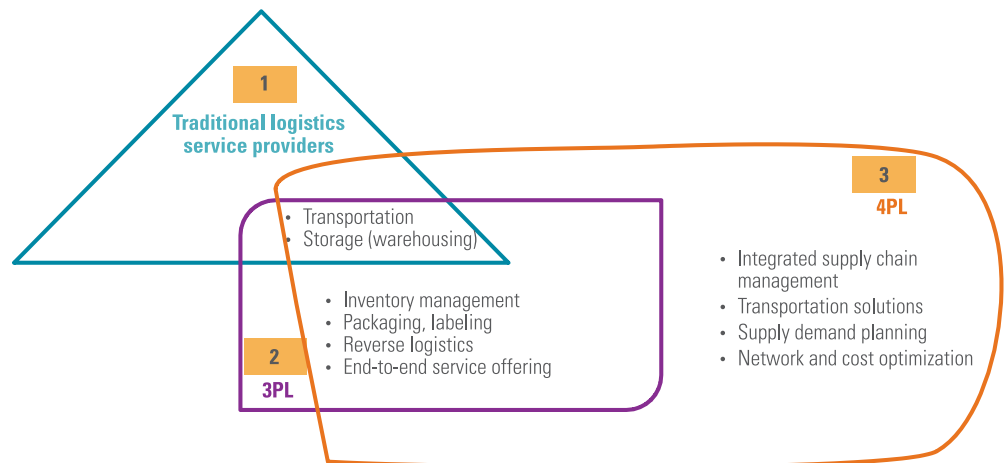 1
Traditional logistics
service providers
3
4PL
• Transportation
• Storage (warehousing)
• Integrated supply chain
management
• Transportation solutions
• Supply demand planning
• Network and cost optimization
• Inventory management
• Packaging, labeling
• Reverse logistics
• End-to-end service offering
2
3PL